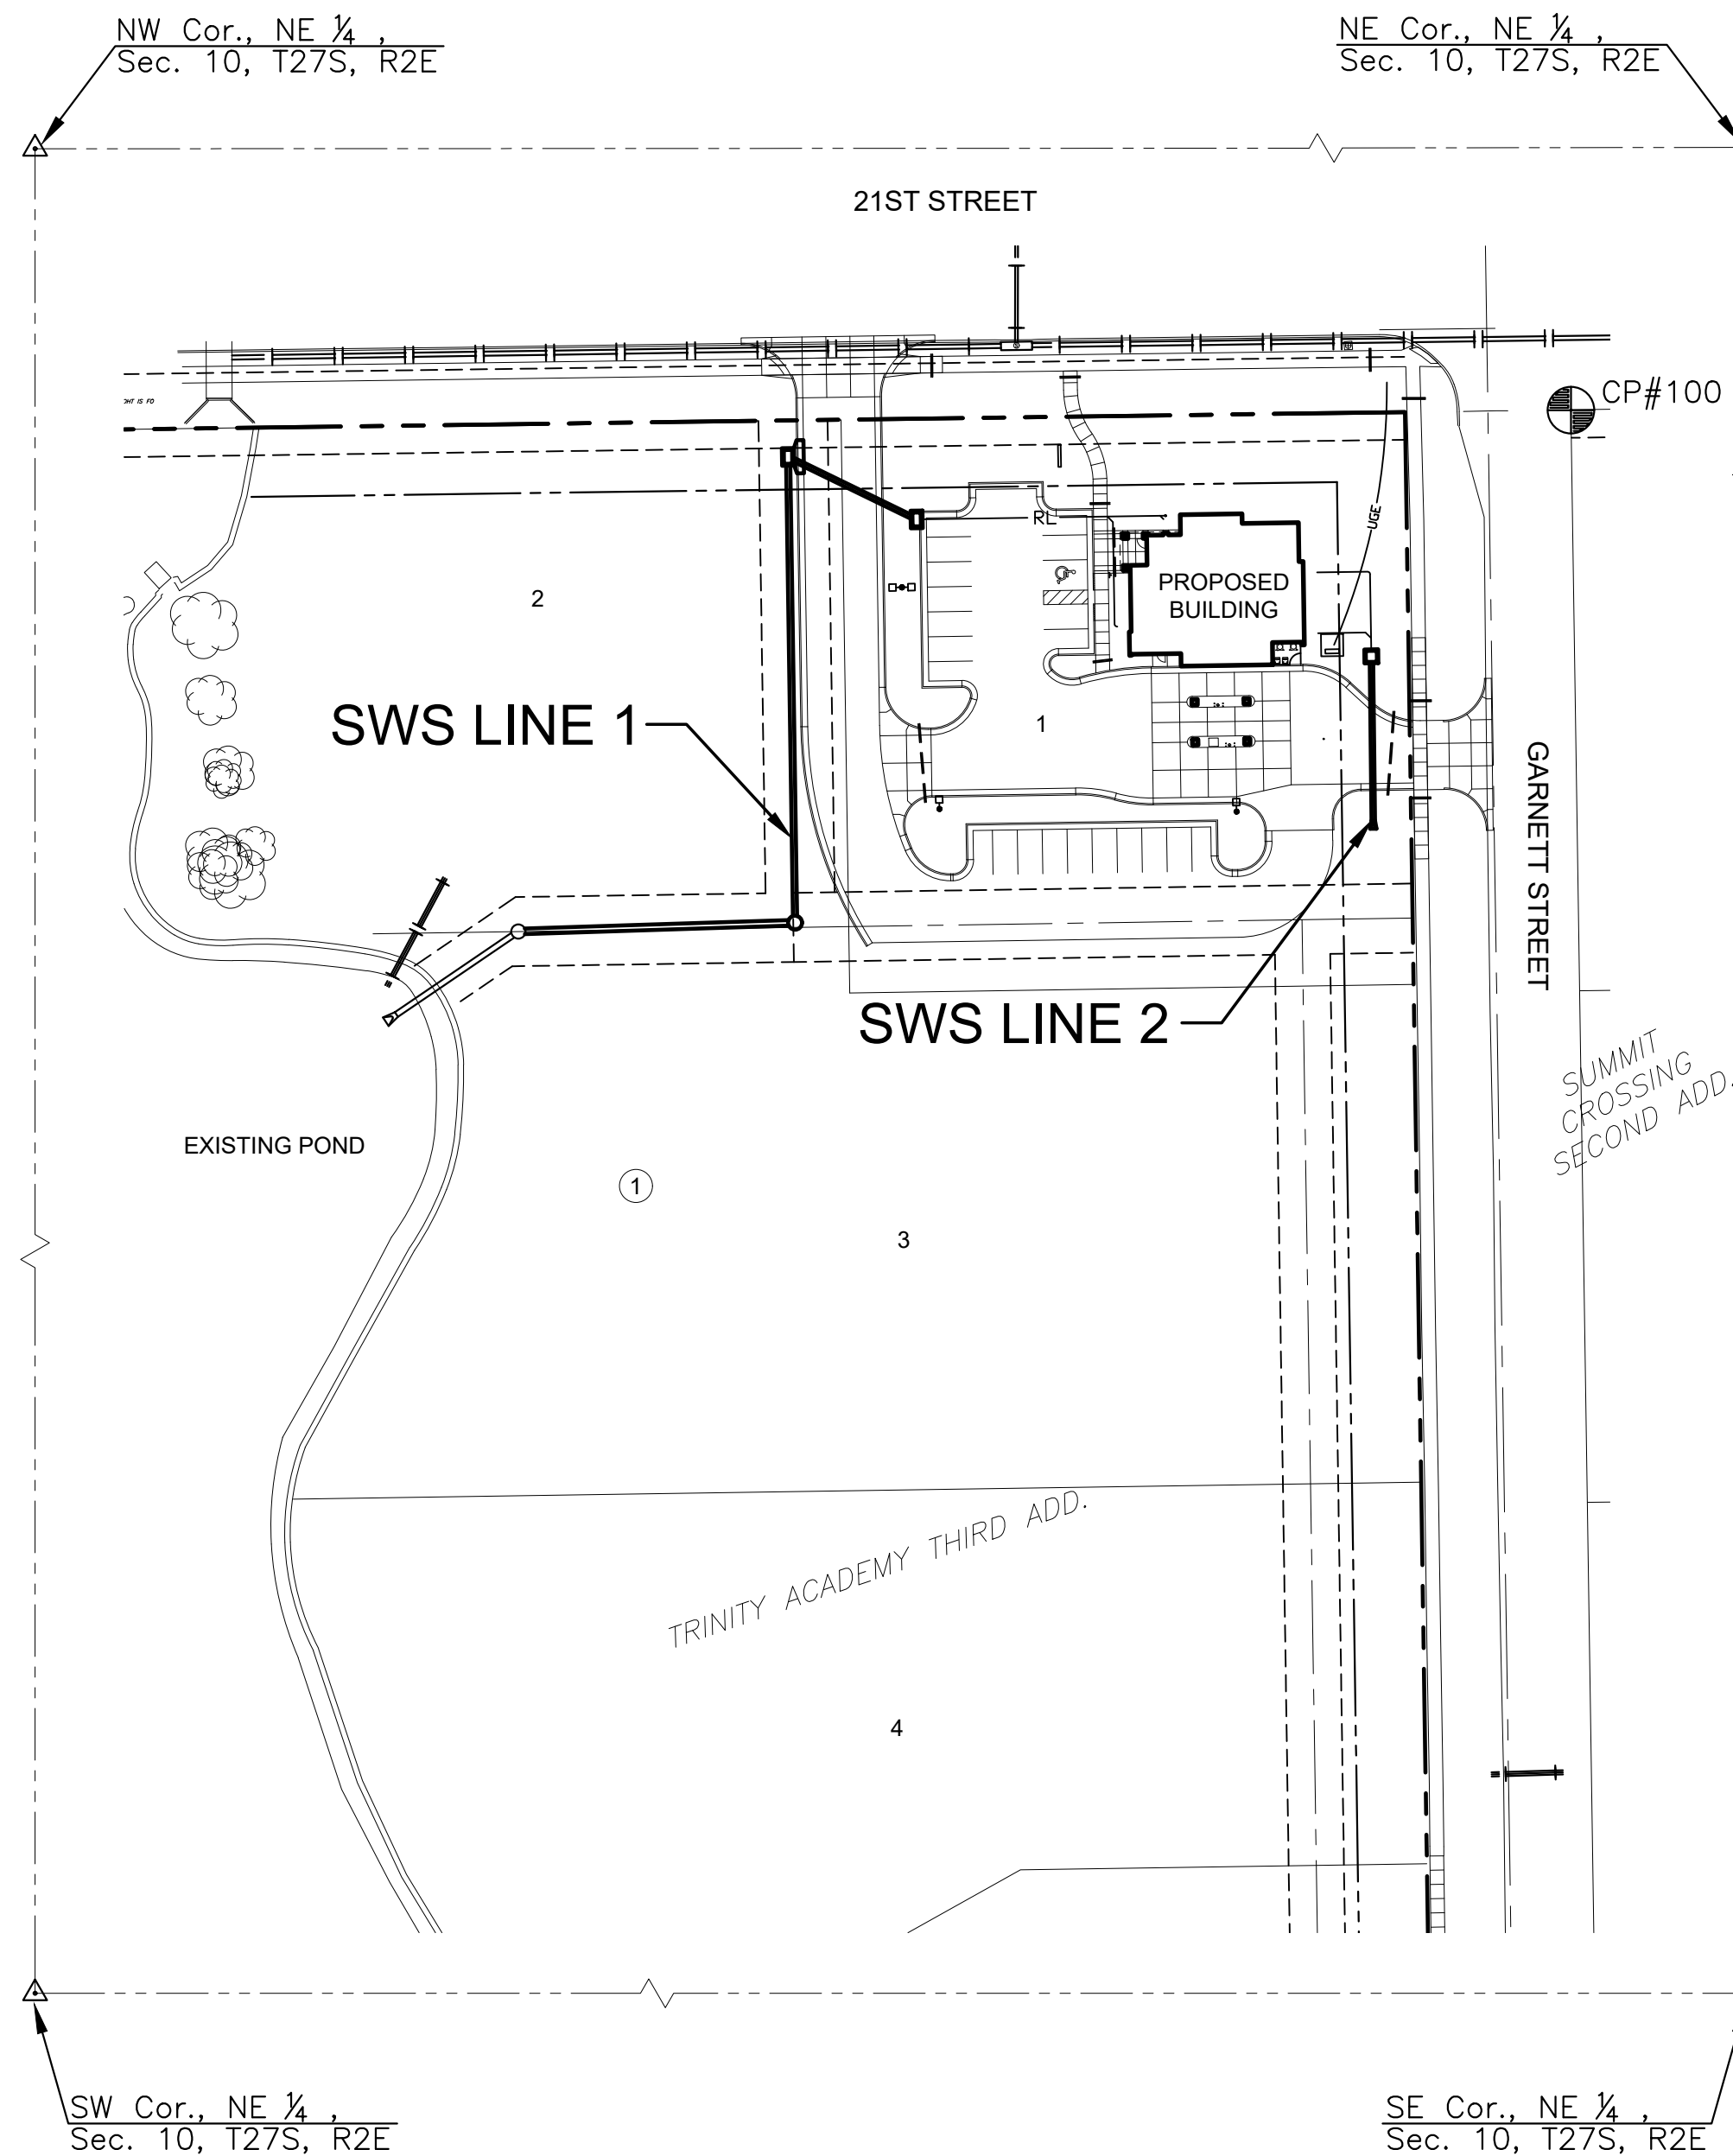 NW Cor., NE ¼ ,
Sec. 10, T27S, R2E
NE Cor., NE ¼ ,
Sec. 10, T27S, R2E
21ST STREET
CP#100
RL
UGE
PROPOSED
BUILDING
2
SWS LINE 1
1
GARNETT STREET
SWS LINE 2
SUMMIT
CROSSING
SECOND ADD.
EXISTING POND
1
3
TRINITY ACADEMY THIRD ADD.
4
SW Cor., NE ¼ ,
Sec. 10, T27S, R2E
SE Cor., NE ¼ ,
Sec. 10, T27S, R2E